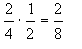 2/4 · 1/2 = 2/8